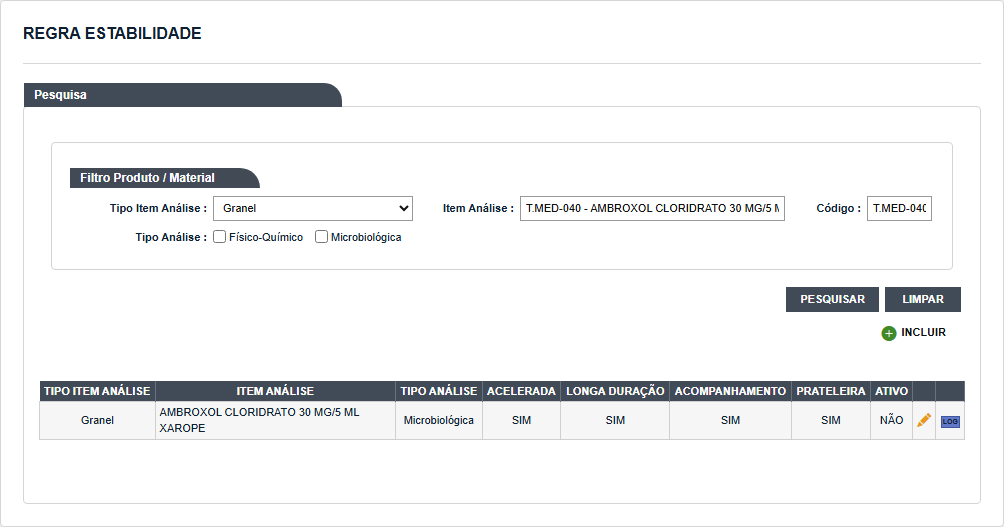 REGRA ESTABILIDADE
Pesquisa
Filtro Produto / Material
Tipo Item Análise : Granel Item Análise : T.MED-040 - AMBROXOL CLORIDRATO 30 MG/5 M Código : T.MED-040
Tipo Análise : Físico-Químico Microbiológica
PESQUISAR LIMPAR
INCLUIR
TIPO ITEM ANÁLISE ITEM ANÁLISE TIPO ANÁLISE ACELERADA LONGA DURAÇÃO ACOMPANHAMENTO PRATELEIRA ATIVO
Granel AMBROXOL CLORIDRATO 30 MG/5 ML Microbiológica SIM SIM SIM SIM NÃO LOG
XAROPE